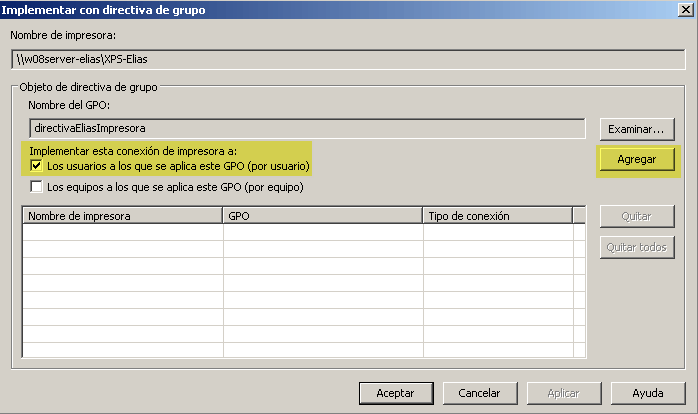 Implementar con directiva de grupo
Nombre de impresora:
\\w08server-elias\XPS-Elias
Objeto de directiva de grupo
Nombre del GPO:
directivaEliasImpresora
Examinar...
Implementar esta conexión de impresora a:
Los usuarios a los que se aplica este GPO (por usuario)
Agregar
Los equipos a los que se aplica este GPO (por equipo)
Nombre de impresora GPO Tipo de conexión
Quitar
Quitar todos
Aceptar Cancelar Aplicar Ayuda